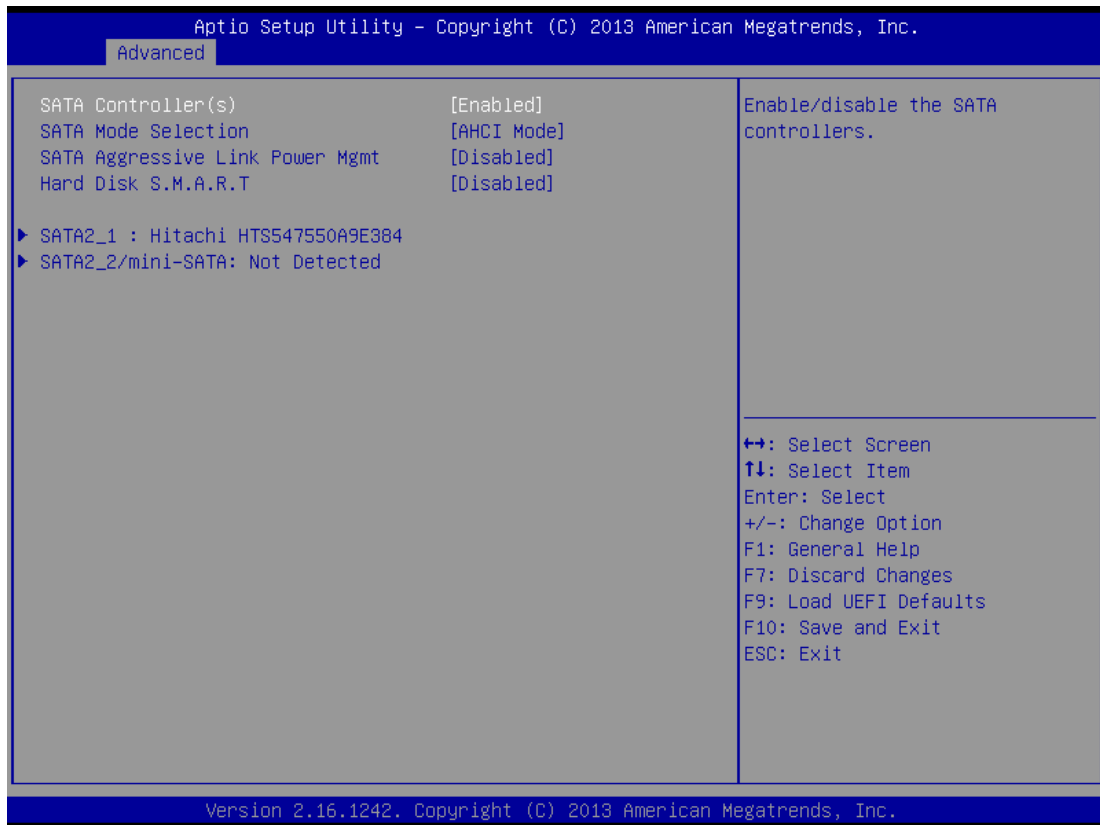 Aptio Setup Utility – Copyright (C) 2013 American Megatrends, Inc.
Advanced
SATA Controller(s) [Enabled]
SATA Mode Selection [AHCI Mode]
SATA Aggressive Link Power Mgmt [Disabled]
Hard Disk S.M.A.R.T [Disabled]
▶ SATA2_1 : Hitachi HTS547550A9E384
▶ SATA2_2/mini-SATA: Not Detected
Enable/disable the SATA
controllers.
↔: Select Screen
↑↓: Select Item
Enter: Select
+/-: Change Option
F1: General Help
F7: Discard Changes
F9: Load UEFI Defaults
F10: Save and Exit
ESC: Exit
Version 2.16.1242. Copyright (C) 2013 American Megatrends, Inc.